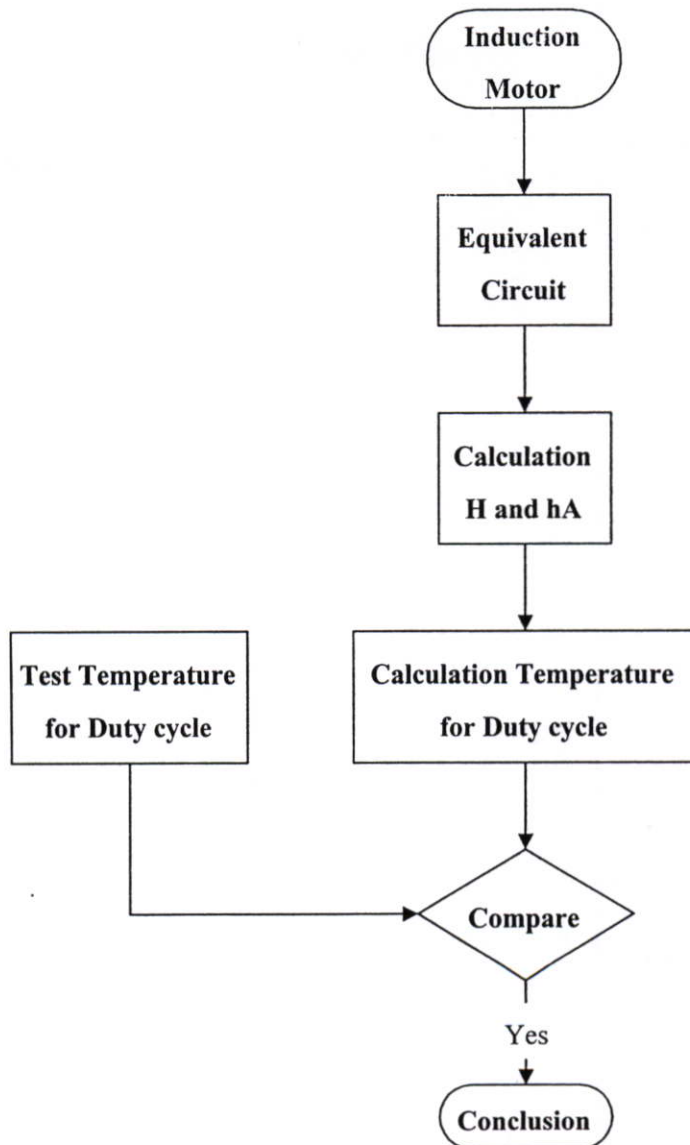 Induction
Motor
Equivalent
Circuit
Calculation
H and hA
Test Temperature
for Duty cycle
Calculation Temperature
for Duty cycle
Compare
Yes
Conclusion